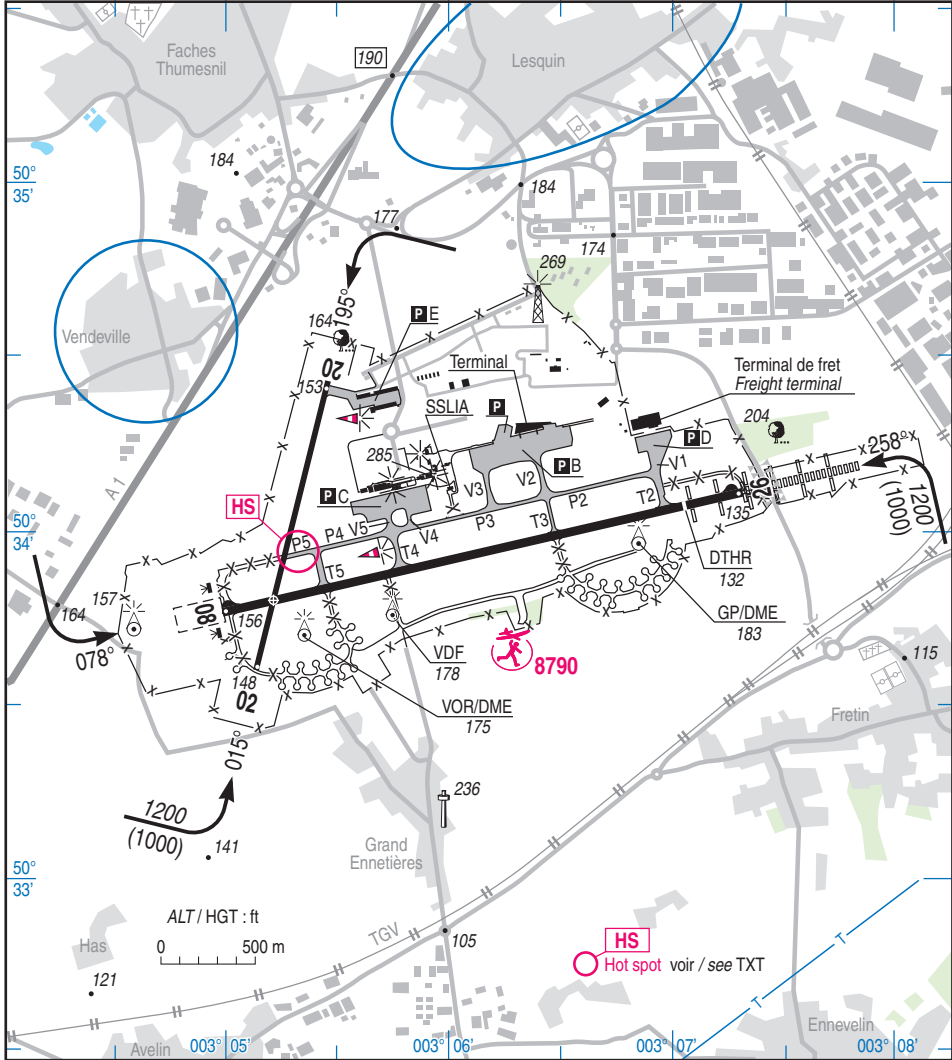 Faches
Thumesnil
190
Lesquin
184
50°
35'
184
177
174
269
195°
164
Vendeville
20
153
P E
Terminal
Terminal de fret
Freight terminal
SSLIA
P
204
P D
258°
285
P B
V1
V3
V2
26
1200
(1000)
P C
P2
T2
135
A 1
HS
P3
T3
50°
34'
P5
P4
V5
V4
T4
DTHR
132
T5
157
08
156
GP/DME
183
164
078°
VDF
178
8790
115
148
02
VOR/DME
175
Fretin
015°
236
1200
(1000)
141
Grand
Ennetières
50°
33'
ALT / HGT : ft
0
500 m
TGV
Has
105
HS
Hot spot voir / see TXT
T
121
T
Ennevelin
Avelin
003° 05'
003° 06'
003° 07'
003° 08'